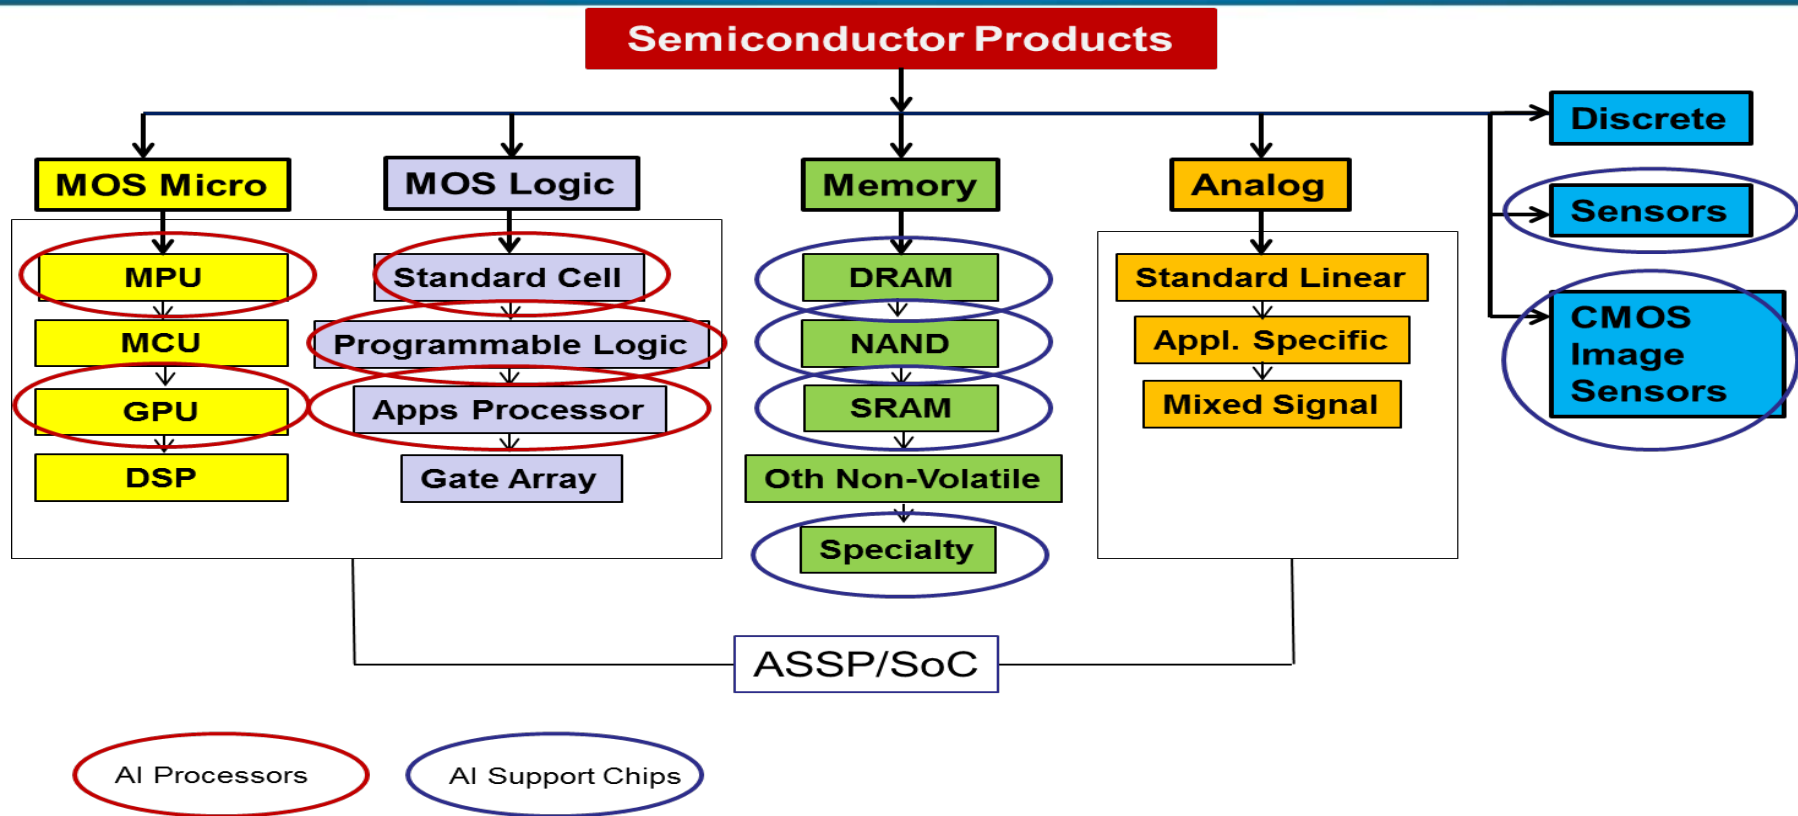 Semiconductor Products
MOS Micro
MPU
MCU
GPU
DSP
MOS Logic
Standard Cell
Programmable Logic
Apps Processor
Gate Array
Memory
DRAM
NAND
SRAM
Oth Non-Volatile
Specialty
Analog
Standard Linear
Appl. Specific
Mixed Signal
Discrete
Sensors
CMOS
Image
Sensors
ASSP/SoC
AI Processors
AI Support Chips